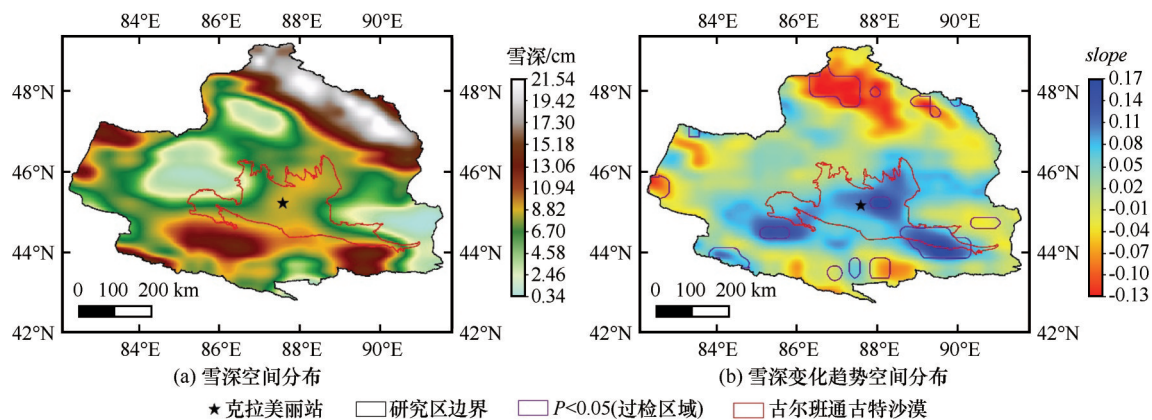 84°E 86°E 88°E 90°E
48°N
46°N
44°N
42°N
雪深/cm
21.54
19.42
17.30
15.18
13.06
10.94
8.82
6.70
4.58
2.46
0.34
0 100 200 km
84°E 86°E 88°E 90°E
(a) 雪深空间分布
84°E 86°E 88°E 90°E
48°N
46°N
44°N
42°N
slope
0.17
0.14
0.11
0.08
0.05
0.02
-0.01
-0.04
-0.07
-0.10
-0.13
0 100 200 km
84°E 86°E 88°E 90°E
(b) 雪深变化趋势空间分布
★克拉美丽站 研究区边界 P<0.05(过检区域) 古尔班通古特沙漠